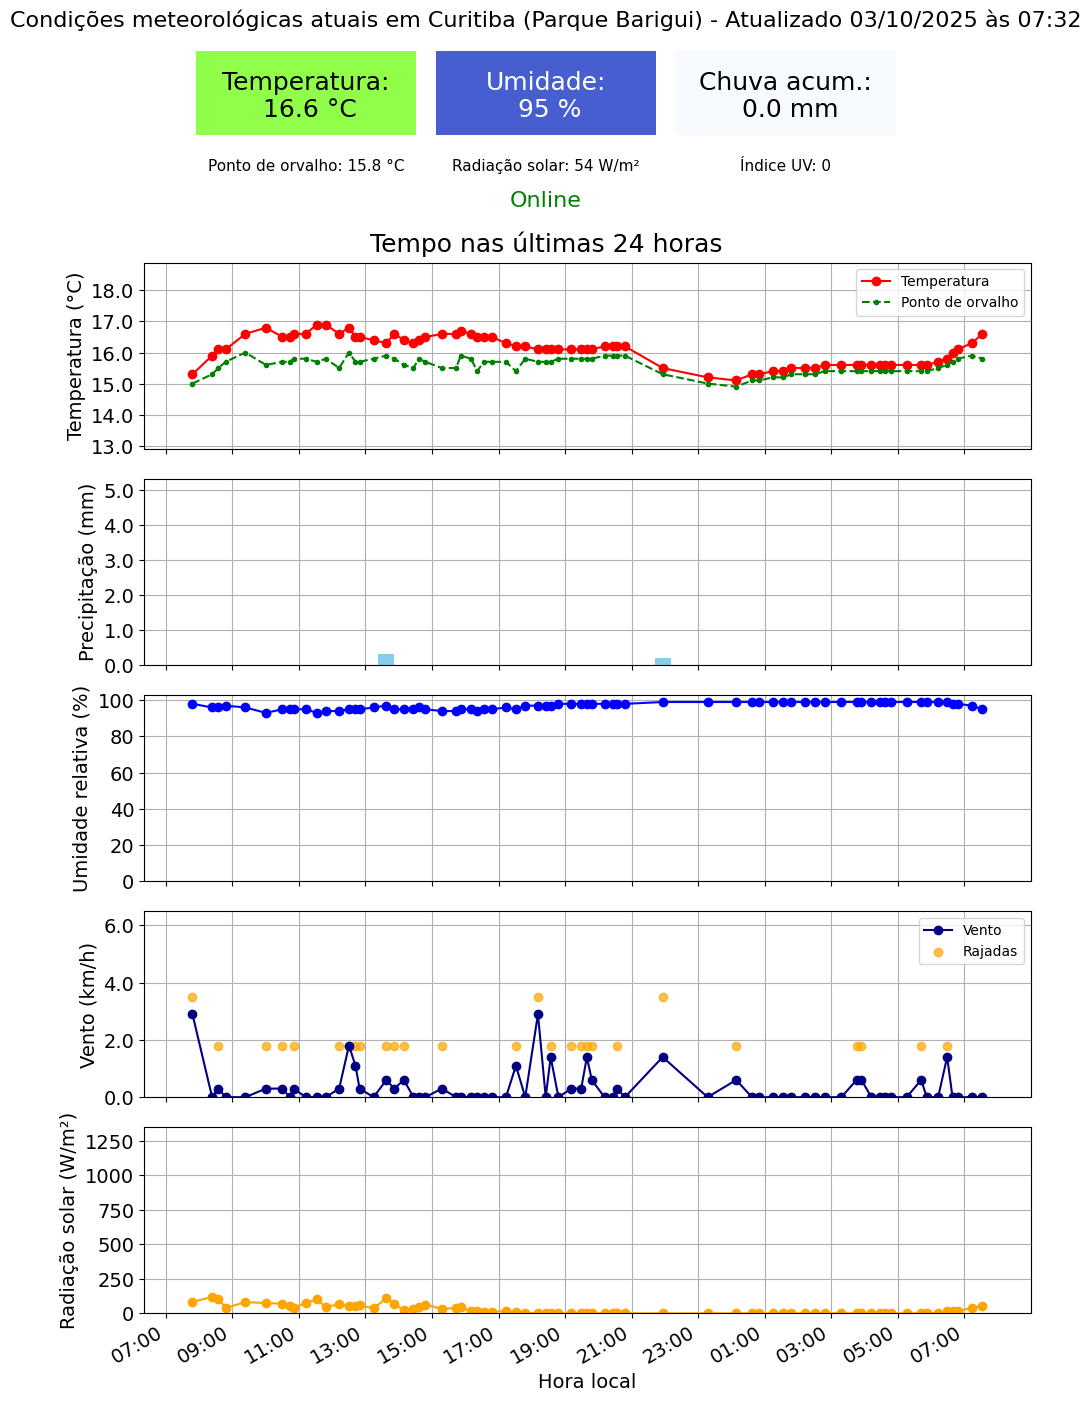 Condições meteorológicas atuais em Curitiba (Parque Barigui) - Atualizado 03/10/2025 às 07:32
Temperatura:
16.6 °C
Umidade:
95 %
Chuva acum.:
0.0 mm
Ponto de orvalho: 15.8 °C
Radiação solar: 54 W/m²
Índice UV: 0
Online
Tempo nas últimas 24 horas
Temperatura (°C)
18.0
17.0
16.0
15.0
14.0
13.0
Temperatura
Ponto de orvalho
Precipitação (mm)
5.0
4.0
3.0
2.0
1.0
0.0
Umidade relativa (%)
100
80
60
40
20
0
Vento (km/h)
6.0
4.0
2.0
0.0
Vento
Rajadas
Radiação solar (W/m²)
1250
1000
750
500
250
0
07:00
09:00
11:00
13:00
15:00
17:00
19:00
21:00
23:00
01:00
03:00
05:00
07:00
Hora local